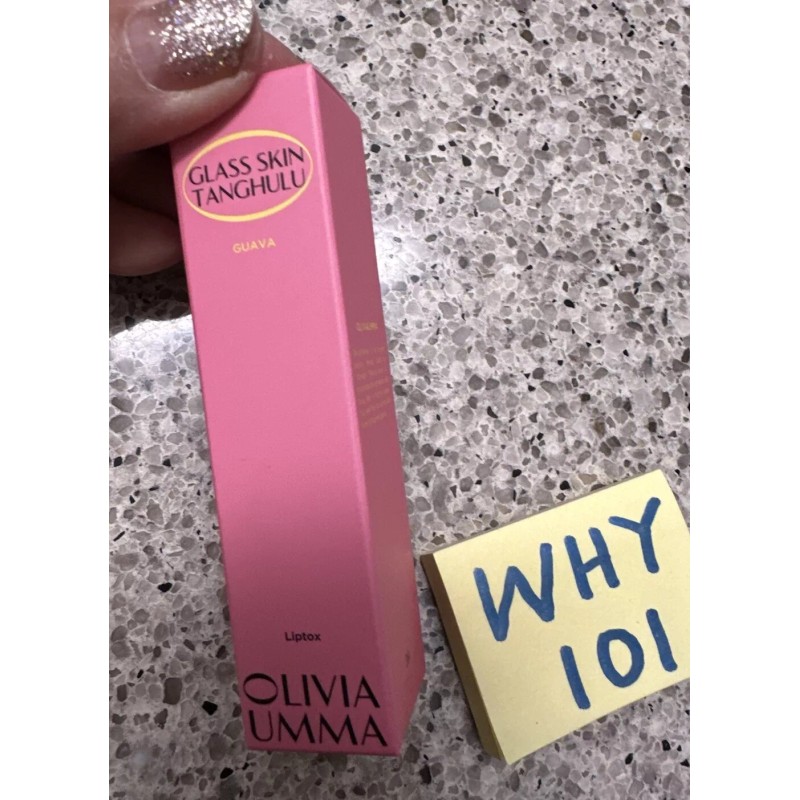 GLASS SKIN
TANGHULU
GUAVA
Liptox
OLIVIA
UMMA
WHY
101